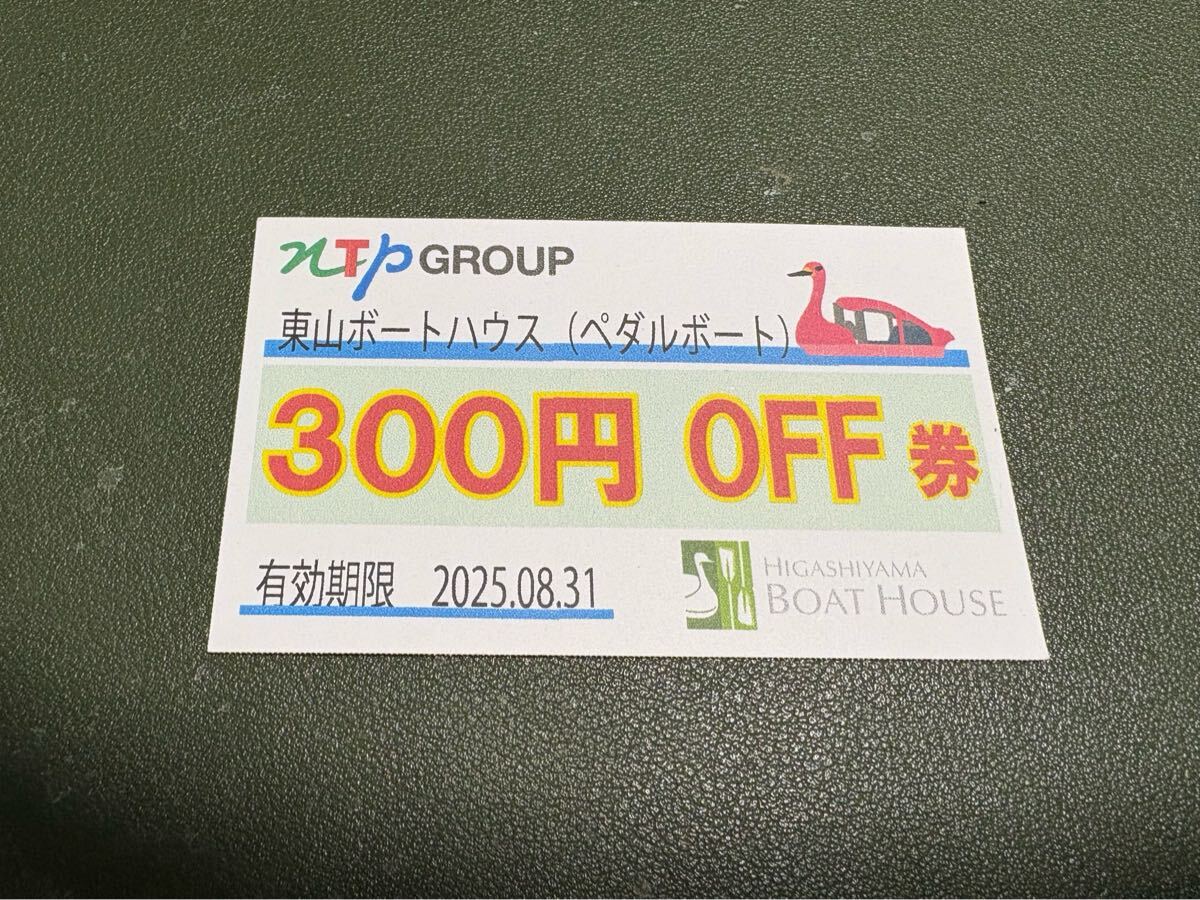 nTp GROUP
東山ボートハウス（ペダルボート）
300円 OFF 券
有効期限 2025.08.31
HIGASHIYAMA
BOAT HOUSE